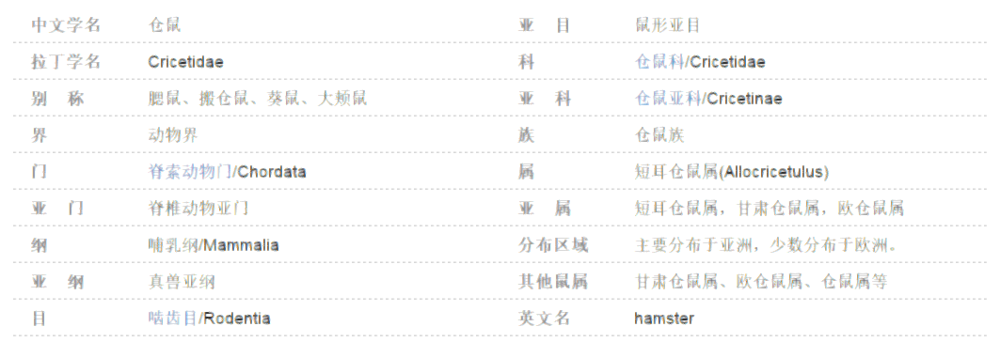 中文学名 仓鼠 亚 目 鼠形亚目
拉丁学名 Cricetidae 科 仓鼠科/Cricetidae
别 称 腮鼠、搬仓鼠、葵鼠、大颊鼠 亚 科 仓鼠亚科/Cricetinae
界 动物界 族 仓鼠族
门 脊索动物门/Chordata 属 短耳仓鼠属(Allocricetulus)
亚 门 脊椎动物亚门 亚 属 短耳仓鼠属，甘肃仓鼠属，欧仓鼠属
纲 哺乳纲/Mammalia 分布区域 主要分布于亚洲，少数分布于欧洲。
亚 纲 真兽亚纲 其他鼠属 甘肃仓鼠属、欧仓鼠属、仓鼠属等
目 啮齿目/Rodentia 英文名 hamster